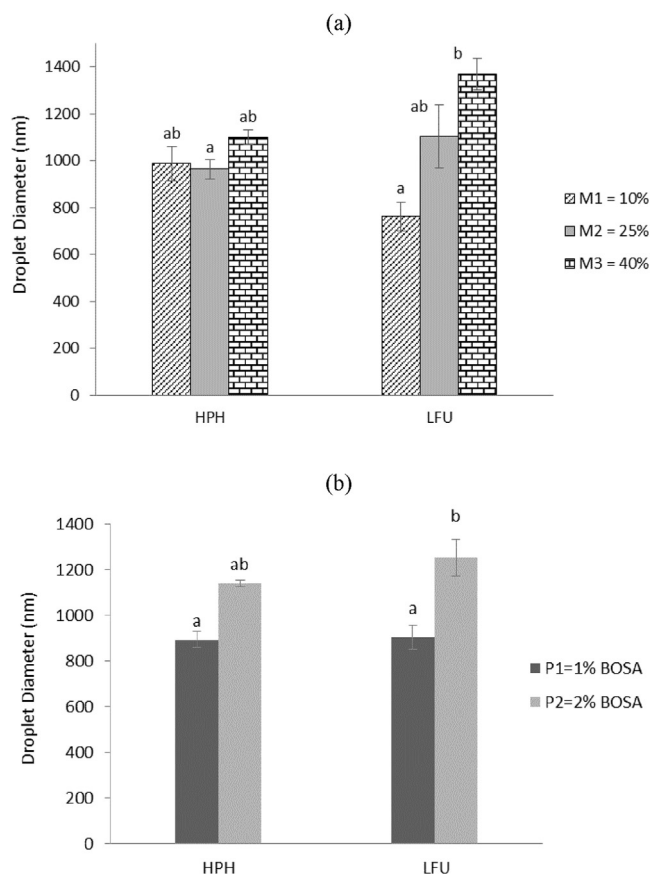 (a)
Droplet Diameter (nm)
1400
1200
1000
800
600
400
200
0
ab
a
ab
a
ab
b
HPH
LFU
M1 = 10%
M2 = 25%
M3 = 40%
(b)
Droplet Diameter (nm)
1400
1200
1000
800
600
400
200
0
a
ab
a
b
HPH
LFU
P1=1% BOSA
P2=2% BOSA